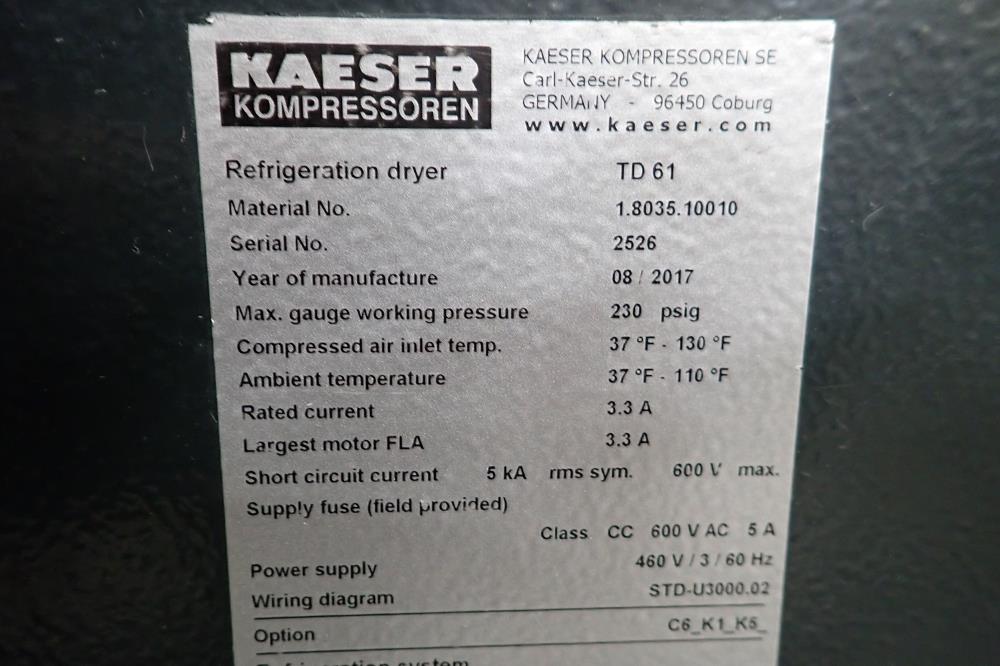 KAESER
KOMPRESSOREN
KAESER KOMPRESSOREN SE
Carl-Kaeser-Str. 26
GERMANY - 96450 Coburg
www.kaeser.com
Refrigeration dryer TD 61
Material No. 1.8035.10010
Serial No. 2526
Year of manufacture 08 / 2017
Max. gauge working pressure 230 psig
Compressed air inlet temp. 37 °F - 130 °F
Ambient temperature 37 °F - 110 °F
Rated current 3.3 A
Largest motor FLA 3.3 A
Short circuit current 5 kA rms sym. 600 V max.
Supply fuse (field provided)
Class CC 600 V AC 5 A
Power supply 460 V / 3 / 60 Hz
Wiring diagram STD-U3000.02
Option C6_K1_K5_
Refrigeration system